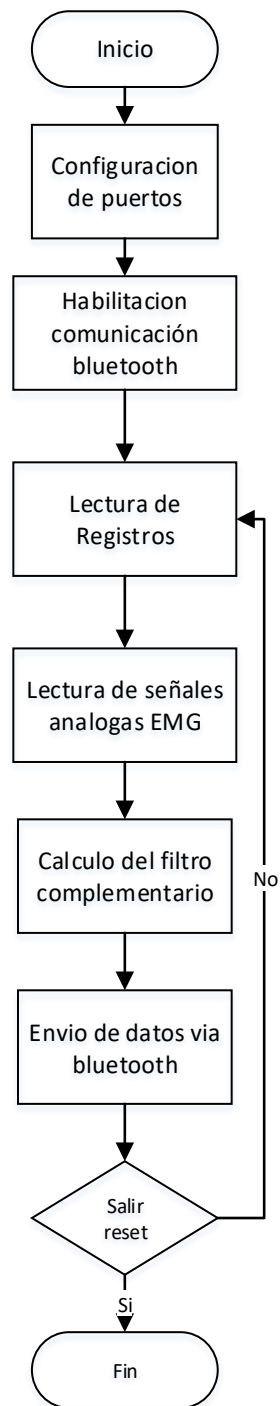 Inicio
Configuracion
de puertos
Habilitacion
comunicación
bluetooth
Lectura de
Registros
Lectura de señales
analogas EMG
Calculo del filtro
complementario
No
Envio de datos via
bluetooth
Salir
reset
Si
Fin